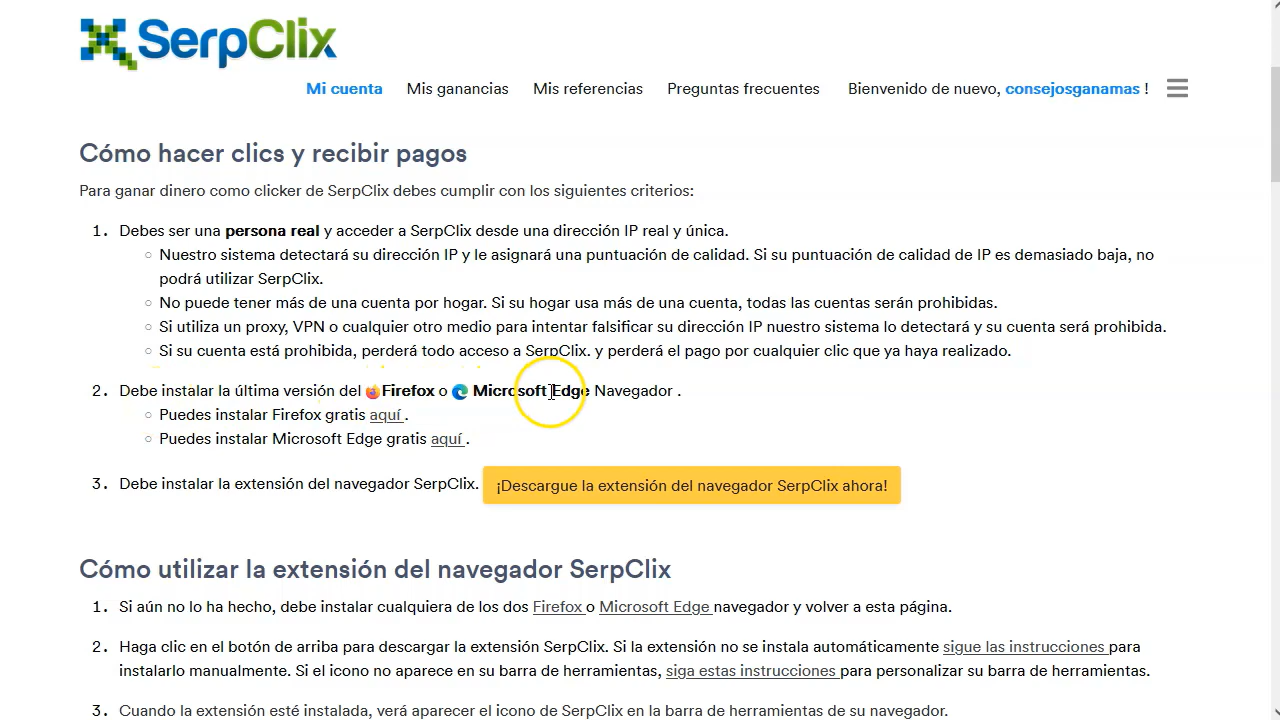 SerpClix
Mi cuenta Mis ganancias Mis referencias Preguntas frecuentes Bienvenido de nuevo, consejosganamas !
Cómo hacer clics y recibir pagos
Para ganar dinero como clicker de SerpClix debes cumplir con los siguientes criterios:
1. Debes ser una persona real y acceder a SerpClix desde una dirección IP real y única.
○ Nuestro sistema detectará su dirección IP y le asignará una puntuación de calidad. Si su puntuación de calidad de IP es demasiado baja, no
podrá utilizar SerpClix.
○ No puede tener más de una cuenta por hogar. Si su hogar usa más de una cuenta, todas las cuentas serán prohibidas.
○ Si utiliza un proxy, VPN o cualquier otro medio para intentar falsificar su dirección IP nuestro sistema lo detectará y su cuenta será prohibida.
○ Si su cuenta está prohibida, perderá todo acceso a SerpClix. y perderá el pago por cualquier clic que ya haya realizado.
2. Debe instalar la última versión del Firefox o Microsoft Edge Navegador .
○ Puedes instalar Firefox gratis aquí .
○ Puedes instalar Microsoft Edge gratis aquí .
3. Debe instalar la extensión del navegador SerpClix. ¡Descargue la extensión del navegador SerpClix ahora!
Cómo utilizar la extensión del navegador SerpClix
1. Si aún no lo ha hecho, debe instalar cualquiera de los dos Firefox o Microsoft Edge navegador y volver a esta página.
2. Haga clic en el botón de arriba para descargar la extensión SerpClix. Si la extensión no se instala automáticamente sigue las instrucciones para
instalarlo manualmente. Si el icono no aparece en su barra de herramientas, siga estas instrucciones para personalizar su barra de herramientas.
3. Cuando la extensión esté instalada, verá aparecer el icono de SerpClix en la barra de herramientas de su navegador.